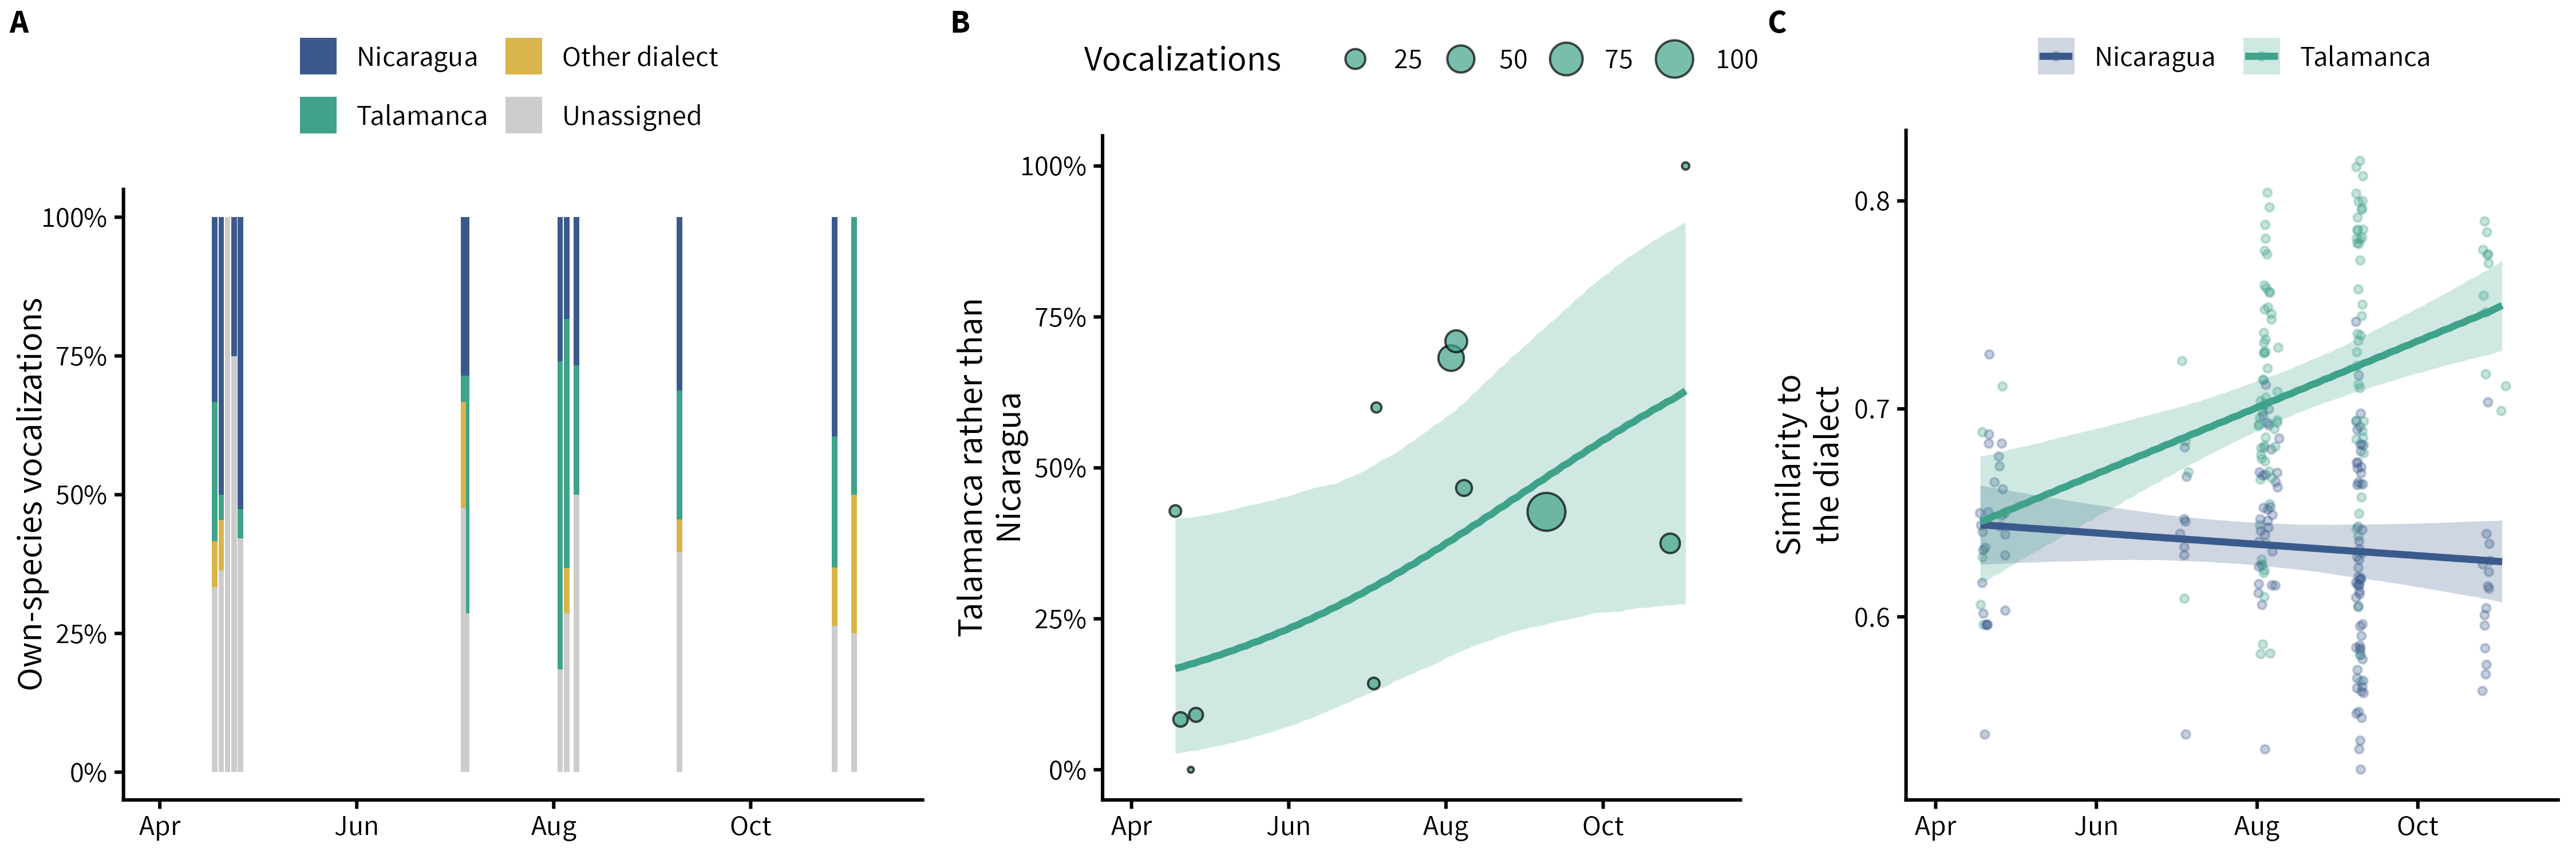 A
Nicaragua
Other dialect
Talamanca
Unassigned
Own-species vocalizations
100%
75%
50%
25%
0%
Apr
Jun
Aug
Oct
B
Vocalizations
25
50
75
100
Talamanca rather than
Nicaragua
100%
75%
50%
25%
0%
Apr
Jun
Aug
Oct
C
Nicaragua
Talamanca
Similarity to
the dialect
0.8
0.7
0.6
Apr
Jun
Aug
Oct